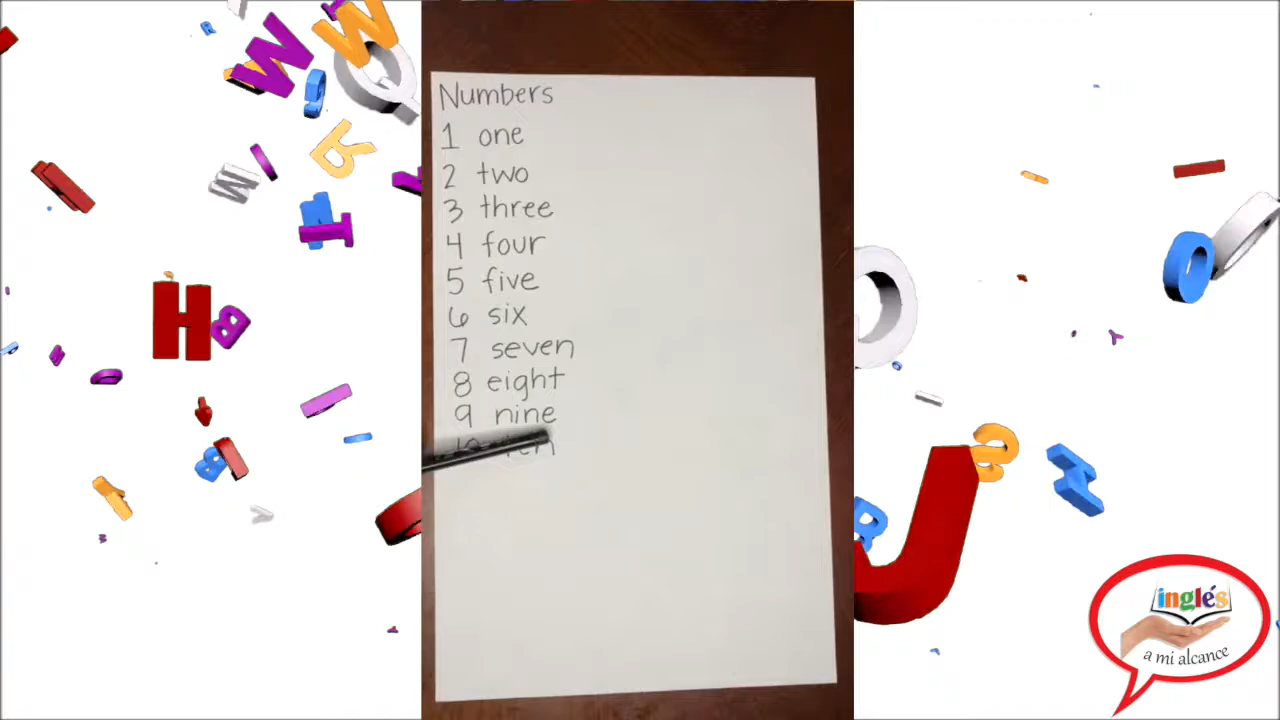 Numbers
1 one
2 two
3 three
4 four
5 five
6 six
7 seven
8 eight
9 nine
inglés
a mi alcance